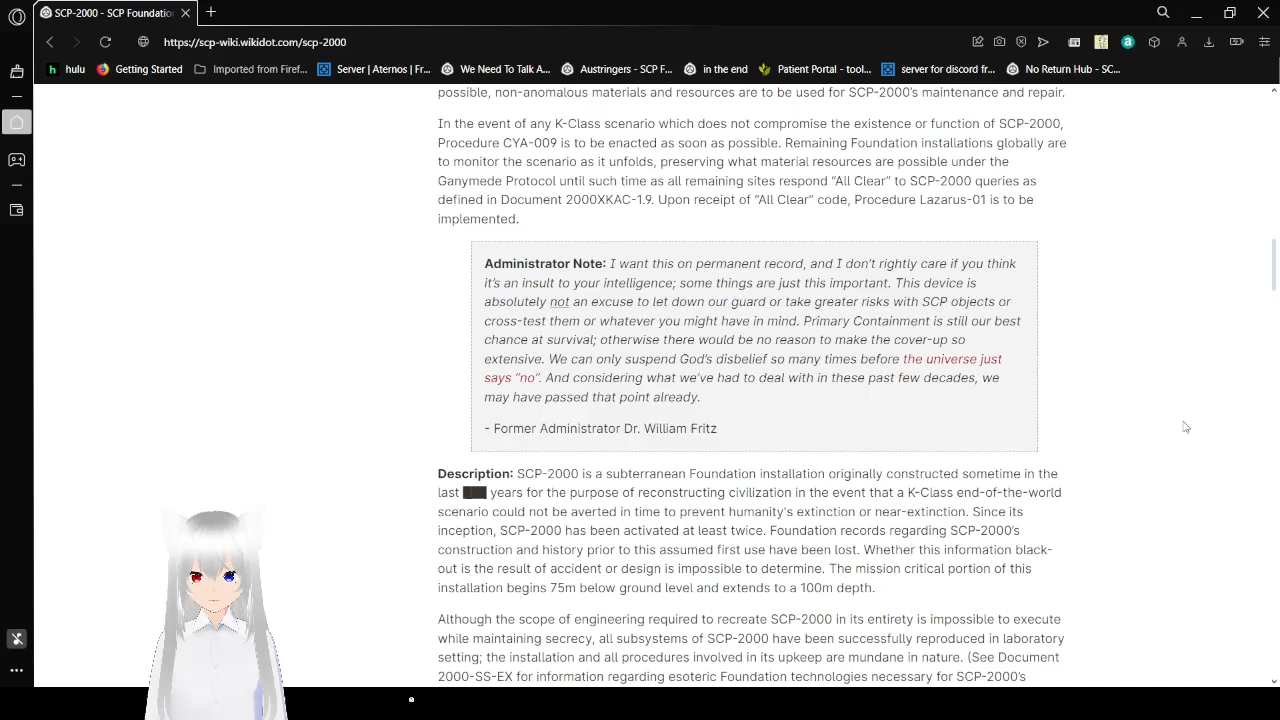 SCP-2000 - SCP Foundatio
https://scp-wiki.wikidot.com/scp-2000
hulu
Getting Started
Imported from Firef...
Server | Aternos | Fr...
We Need To Talk A...
Austringers - SCP F...
in the end
Patient Portal - tool...
server for discord fr...
No Return Hub - SC...
possible, non-anomalous materials and resources are to be used for SCP-2000's maintenance and repair.
In the event of any K-Class scenario which does not compromise the existence or function of SCP-2000,
Procedure CYA-009 is to be enacted as soon as possible. Remaining Foundation installations globally are
to monitor the scenario as it unfolds, preserving what material resources are possible under the
Ganymede Protocol until such time as all remaining sites respond “All Clear” to SCP-2000 queries as
defined in Document 2000XKAC-1.9. Upon receipt of “All Clear” code, Procedure Lazarus-01 is to be
implemented.
Administrator Note: I want this on permanent record, and I don't rightly care if you think
it's an insult to your intelligence; some things are just this important. This device is
absolutely not an excuse to let down our guard or take greater risks with SCP objects or
cross-test them or whatever you might have in mind. Primary Containment is still our best
chance at survival; otherwise there would be no reason to make the cover-up so
extensive. We can only suspend God's disbelief so many times before the universe just
says “no”. And considering what we've had to deal with in these past few decades, we
may have passed that point already.
- Former Administrator Dr. William Fritz
Description: SCP-2000 is a subterranean Foundation installation originally constructed sometime in the
last ███ years for the purpose of reconstructing civilization in the event that a K-Class end-of-the-world
scenario could not be averted in time to prevent humanity's extinction or near-extinction. Since its
inception, SCP-2000 has been activated at least twice. Foundation records regarding SCP-2000's
construction and history prior to this assumed first use have been lost. Whether this information black-
out is the result of accident or design is impossible to determine. The mission critical portion of this
installation begins 75m below ground level and extends to a 100m depth.
Although the scope of engineering required to recreate SCP-2000 in its entirety is impossible to execute
while maintaining secrecy, all subsystems of SCP-2000 have been successfully reproduced in laboratory
setting; the installation and all procedures involved in its upkeep are mundane in nature. (See Document
2000-SS-EX for information regarding esoteric Foundation technologies necessary for SCP-2000's